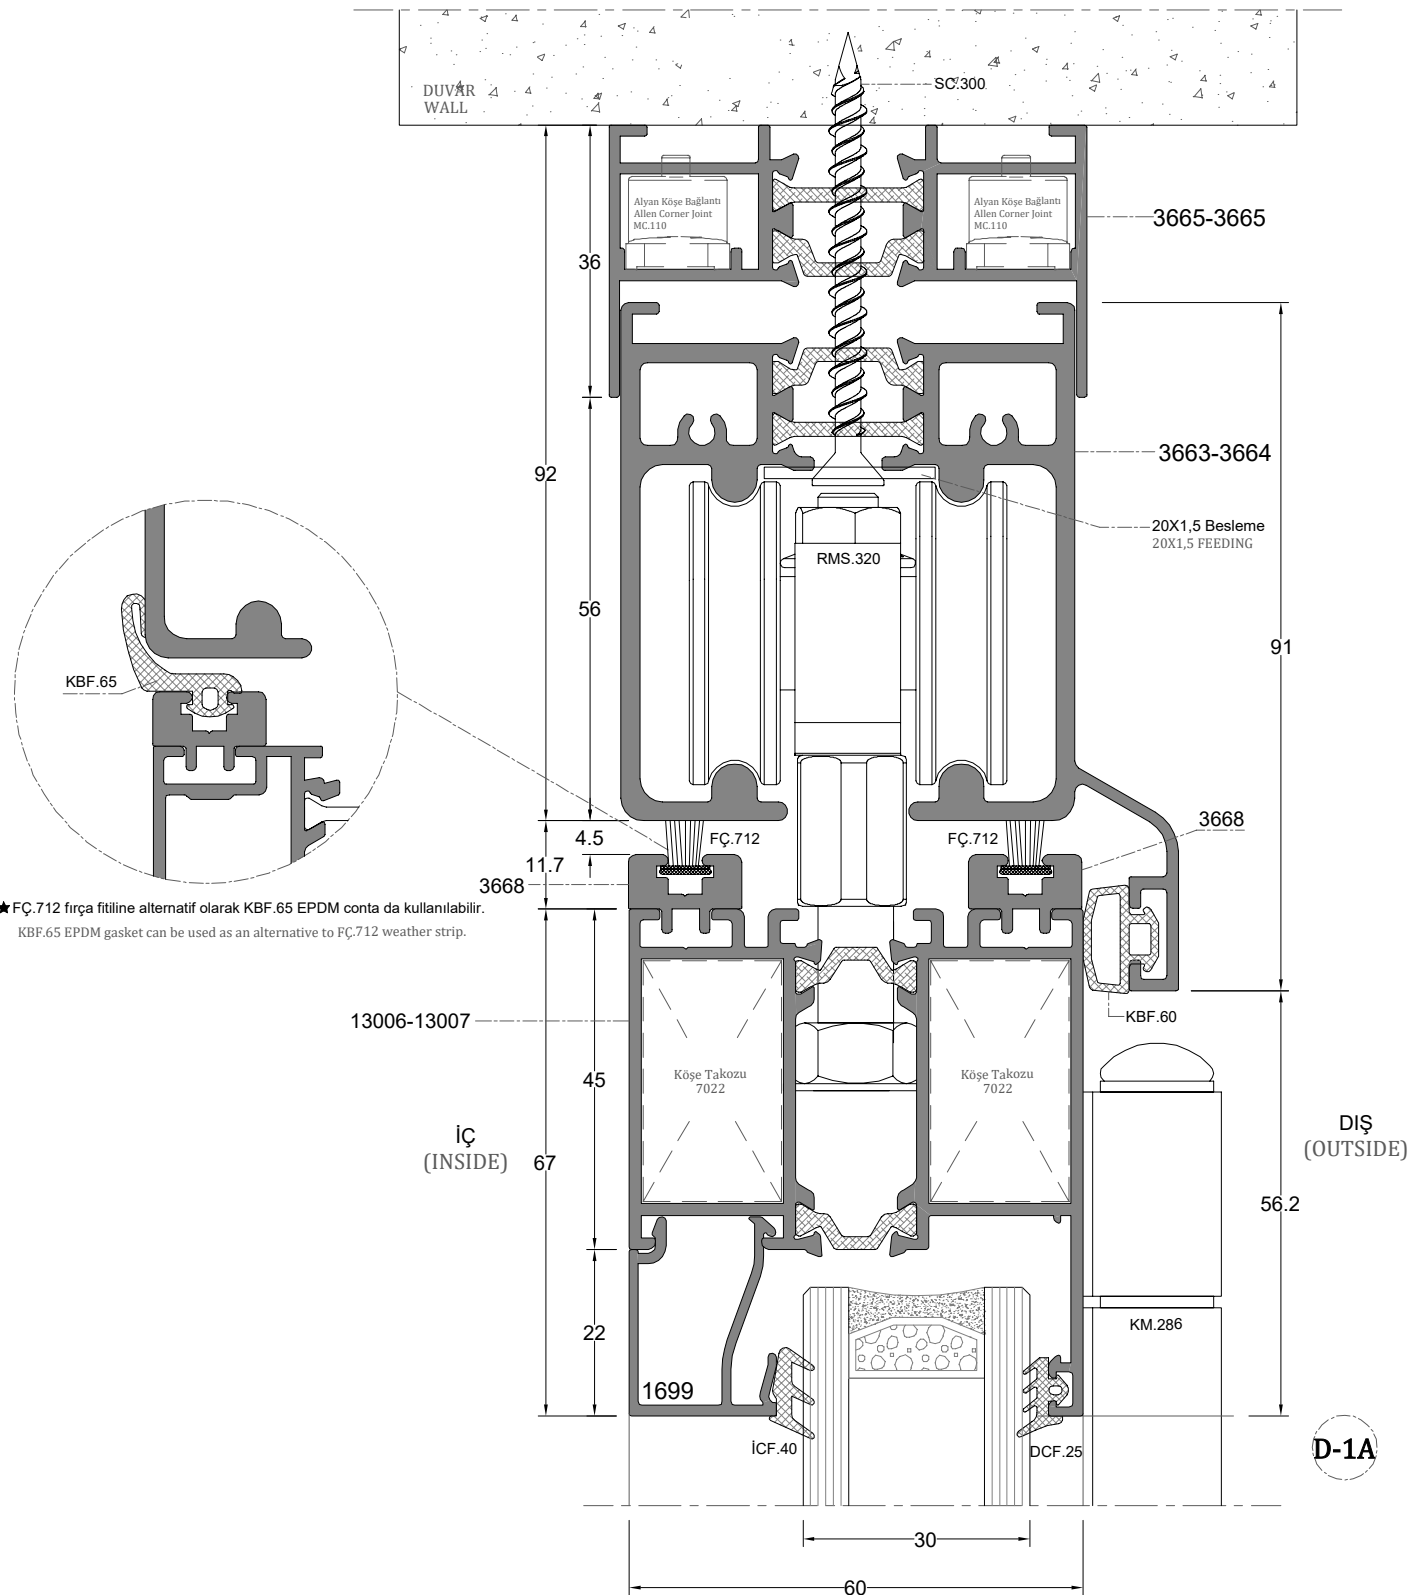 DUVAR
WALL
SC.300
Alyan Köşe Bağlantı
Allen Corner Joint
MC.110
Alyan Köşe Bağlantı
Allen Corner Joint
MC.110
3665-3665
36
3663-3664
92
20X1,5 Besleme
20X1,5 FEEDING
RMS.320
56
91
KBF.65
4.5
FÇ.712
FÇ.712
3668
11.7
3668
★FÇ.712 fırça fitiline alternatif olarak KBF.65 EPDM conta da kullanılabilir.
KBF.65 EPDM gasket can be used as an alternative to FÇ.712 weather strip.
13006-13007
KBF.60
45
Köşe Takozu
7022
Köşe Takozu
7022
İÇ
(INSIDE)
67
DIŞ
(OUTSIDE)
56.2
22
KM.286
1699
İCF.40
DCF.25
D-1A
30
60